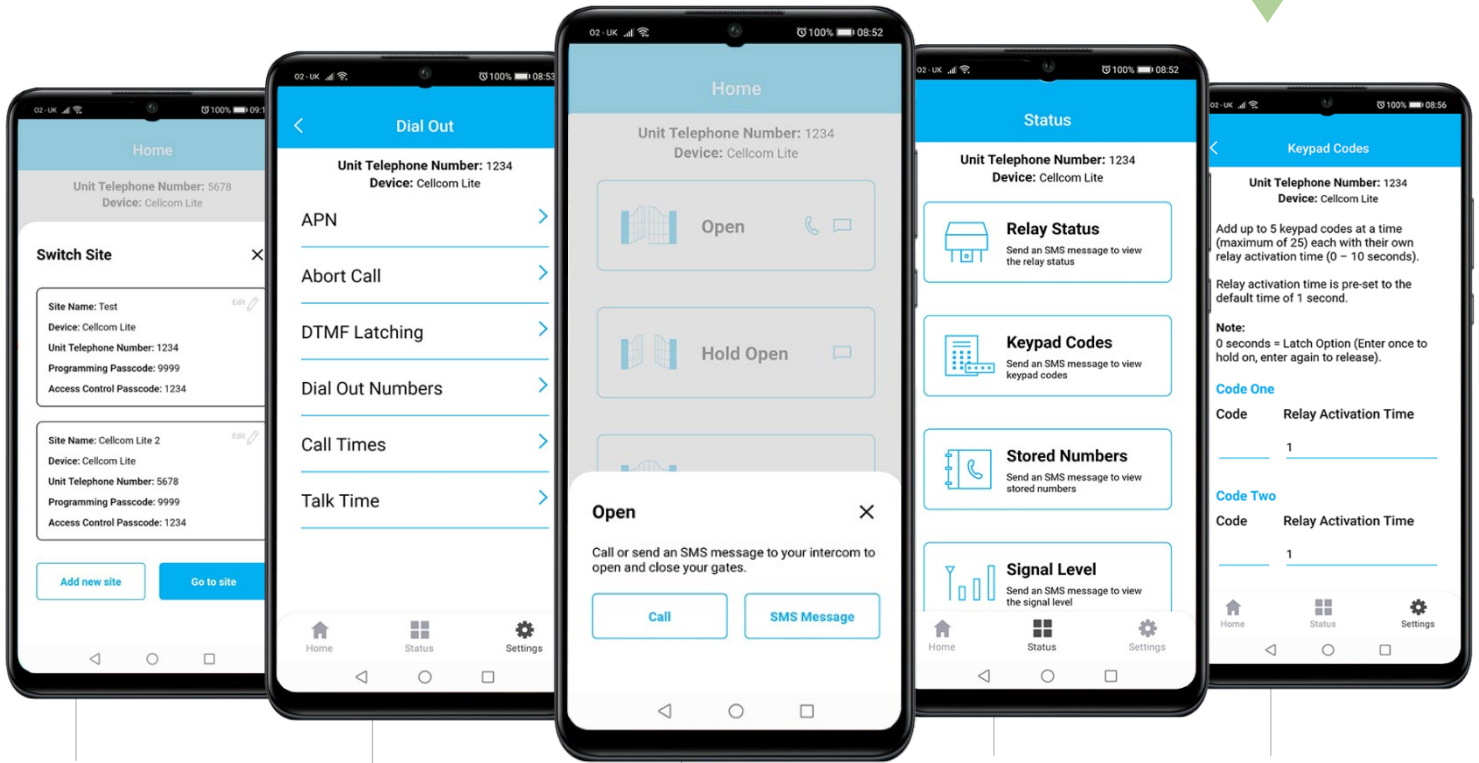 O2 - UK
100% 09:1
Home
Unit Telephone Number: 5678
Device: Cellcom Lite
Switch Site
Site Name: Test
Edit
Device: Cellcom Lite
Unit Telephone Number: 1234
Programming Passcode: 9999
Access Control Passcode: 1234
Site Name: Cellcom Lite 2
Edit
Device: Cellcom Lite
Unit Telephone Number: 5678
Programming Passcode: 9999
Access Control Passcode: 1234
Add new site
Go to site
O2 - UK
100% 08:53
Dial Out
Unit Telephone Number: 1234
Device: Cellcom Lite
APN
Abort Call
DTMF Latching
Dial Out Numbers
Call Times
Talk Time
Home
Status
Settings
O2 - UK
100% 08:52
Home
Unit Telephone Number: 1234
Device: Cellcom Lite
Open
Hold Open
Open
Call or send an SMS message to your intercom to
open and close your gates.
Call
SMS Message
O2 - UK
100% 08:52
Status
Unit Telephone Number: 1234
Device: Cellcom Lite
Relay Status
Send an SMS message to view
the relay status
Keypad Codes
Send an SMS message to view
keypad codes
Stored Numbers
Send an SMS message to view
stored numbers
Signal Level
Send an SMS message to view
the signal level
Home
Status
Settings
O2 - UK
100% 08:56
Keypad Codes
Unit Telephone Number: 1234
Device: Cellcom Lite
Add up to 5 keypad codes at a time
(maximum of 25) each with their own
relay activation time (0 – 10 seconds).
Relay activation time is pre-set to the
default time of 1 second.
Note:
0 seconds = Latch Option (Enter once to
hold on, enter again to release).
Code One
Code Relay Activation Time
1
Code Two
Code Relay Activation Time
1
Home
Status
Settings